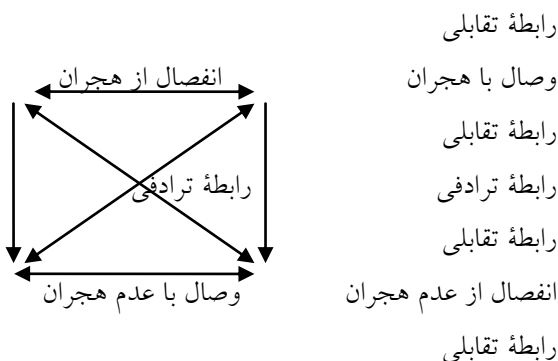 رابطهٔ تقابلی
وصال با هجران انفصال از هجران
رابطهٔ تقابلی
رابطهٔ ترادفی رابطهٔ ترادفی
رابطهٔ تقابلی
انفصال از عدم هجران وصال با عدم هجران
رابطهٔ تقابلی